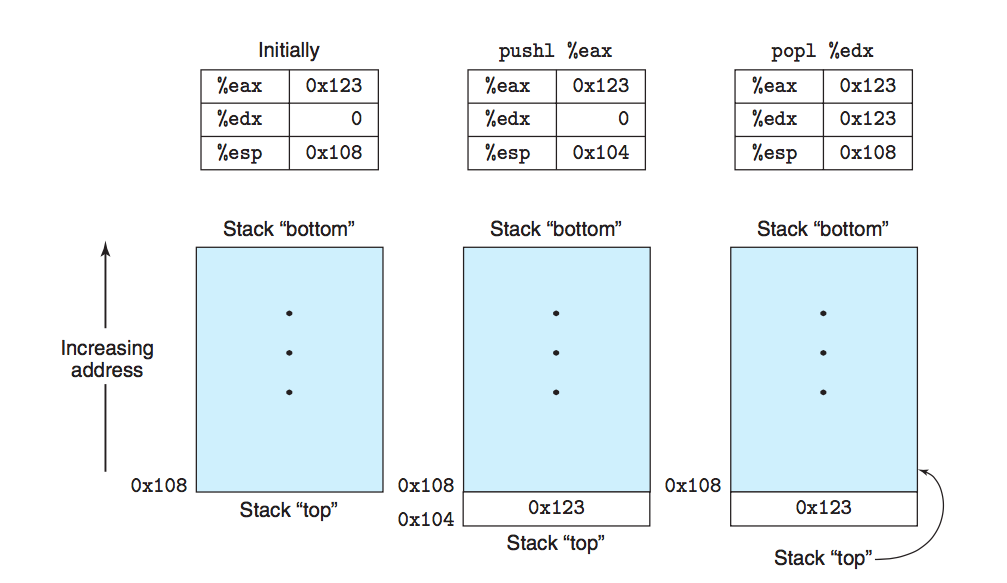 Initially
%eax 0x123
%edx 0
%esp 0x108
pushl %eax
%eax 0x123
%edx 0
%esp 0x104
popl %edx
%eax 0x123
%edx 0x123
%esp 0x108
Increasing
address
Stack “bottom”
0x108
Stack “top”
Stack “bottom”
0x108
0x123
0x104
Stack “top”
Stack “bottom”
0x108
0x123
Stack “top”